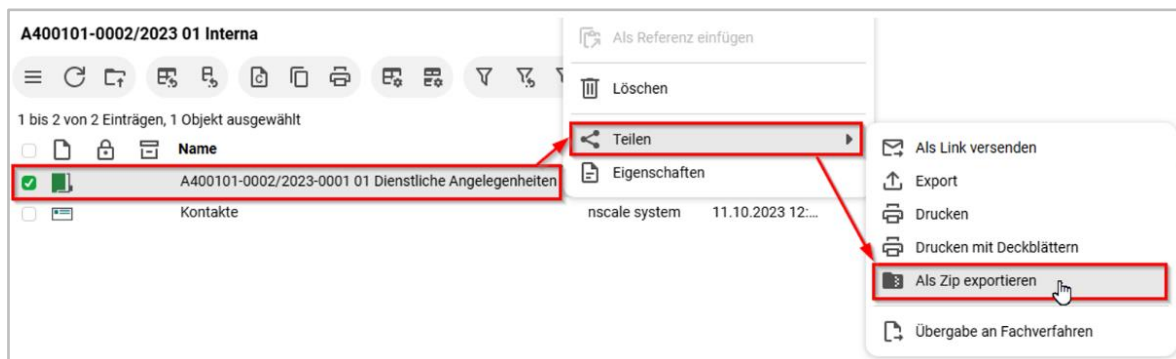 A400101-0002/2023 01 Interna
Als Referenz einfügen
Löschen
1 bis 2 von 2 Einträgen, 1 Objekt ausgewählt
Name
Teilen
A400101-0002/2023-0001 01 Dienstliche Angelegenheiten
Eigenschaften
Kontakte
nscale system
11.10.2023 12:...
Als Link versenden
Export
Drucken
Drucken mit Deckblättern
Als Zip exportieren
Übergabe an Fachverfahren